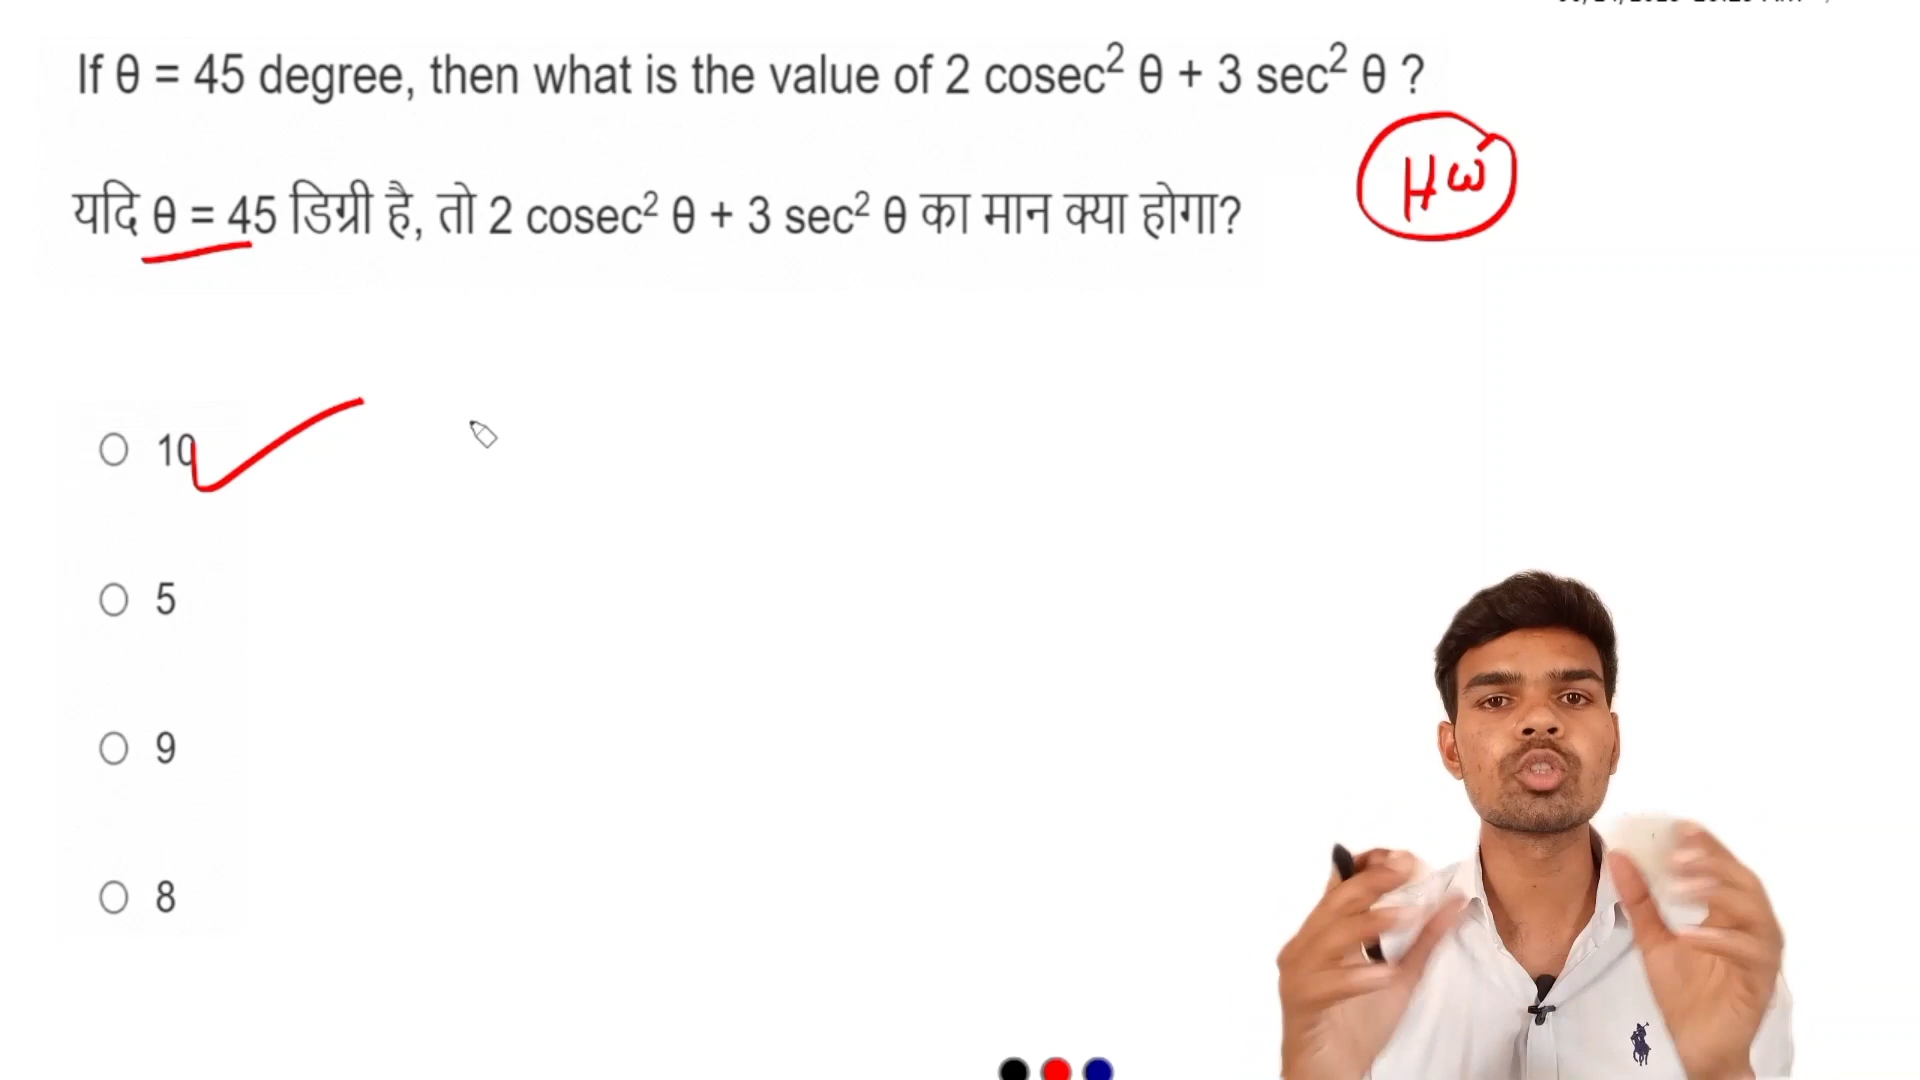 If θ = 45 degree, then what is the value of 2 cosec² θ + 3 sec² θ ?
HW
यदि θ = 45 डिग्री है, तो 2 cosec² θ + 3 sec² θ का मान क्या होगा?
10
5
9
8